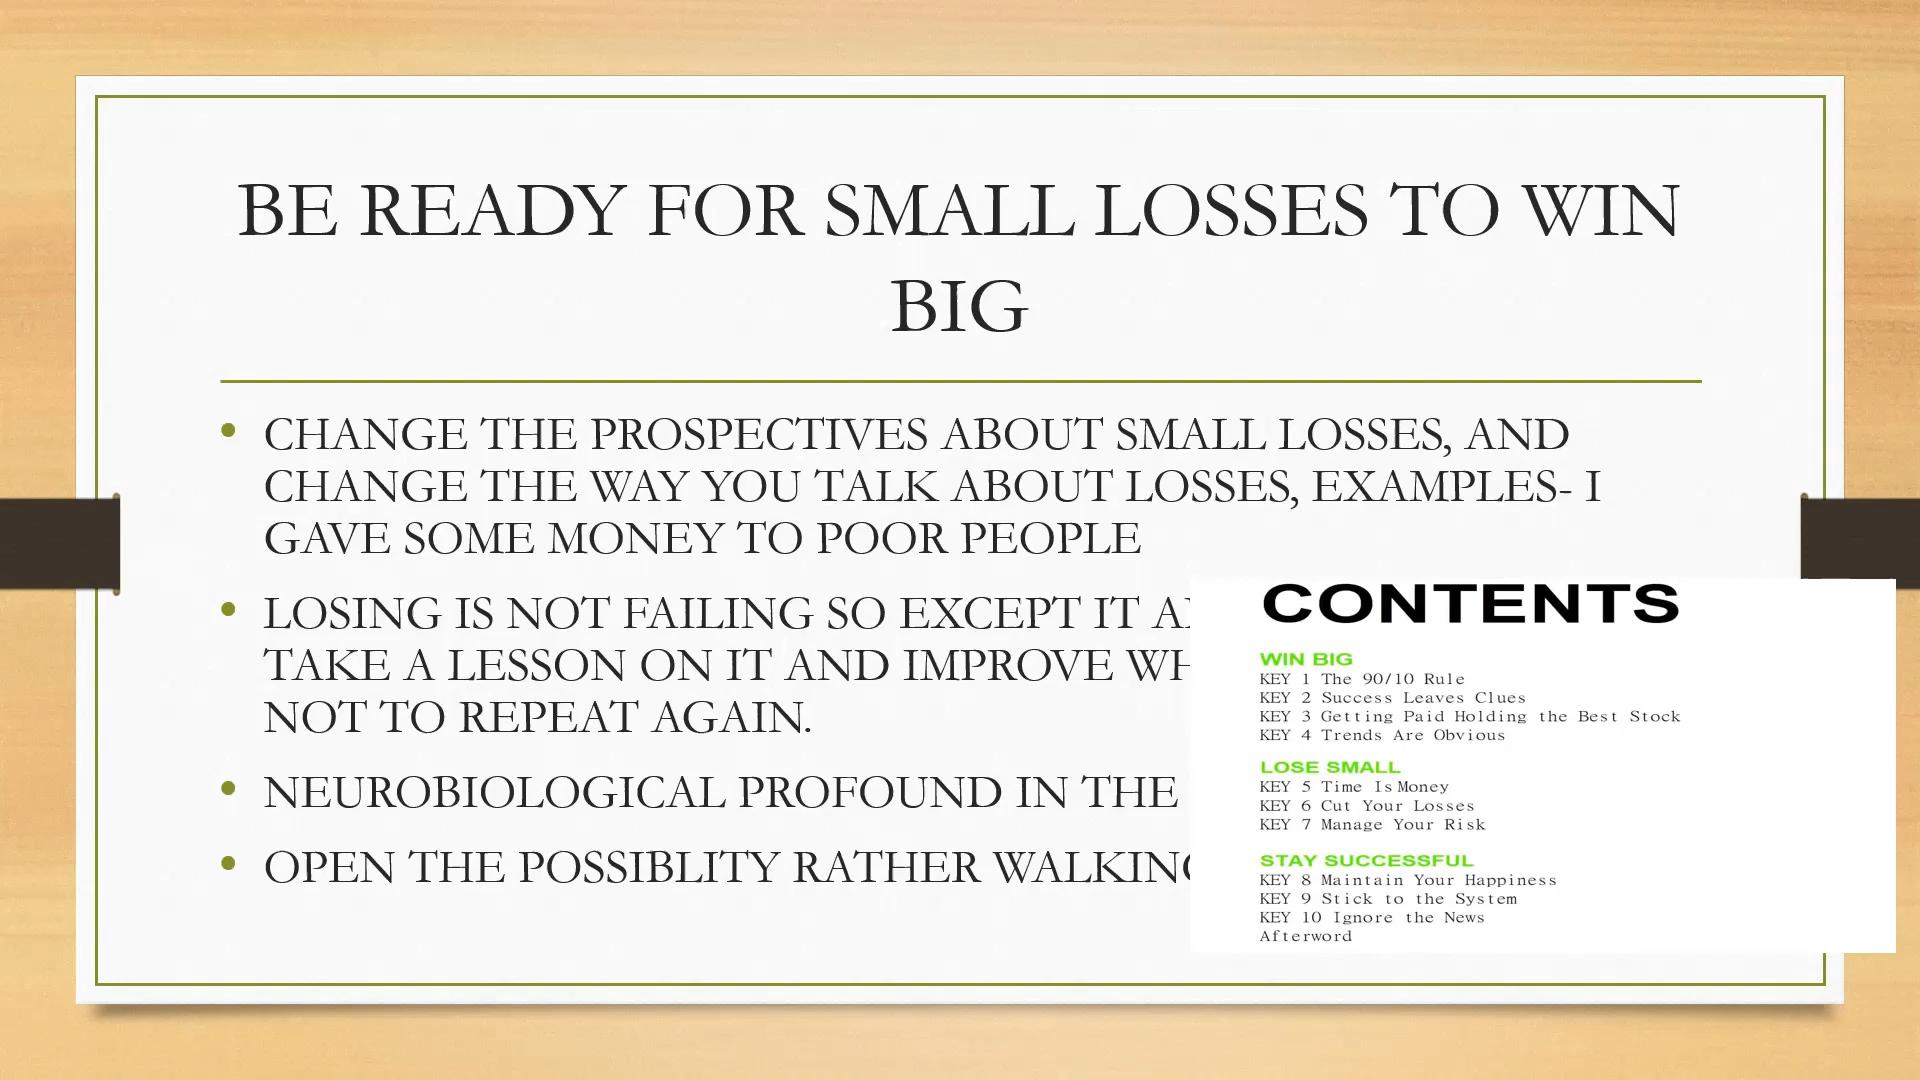 BE READY FOR SMALL LOSSES TO WIN
BIG
• CHANGE THE PROSPECTIVES ABOUT SMALL LOSSES, AND
CHANGE THE WAY YOU TALK ABOUT LOSSES, EXAMPLES- I
GAVE SOME MONEY TO POOR PEOPLE
• LOSING IS NOT FAILING SO EXCEPT IT
TAKE A LESSON ON IT AND IMPROVE
NOT TO REPEAT AGAIN.
• NEUROBIOLOGICAL PROFOUND IN THE
• OPEN THE POSSIBLITY RATHER WALKING
CONTENTS
WIN BIG
KEY 1 The 90/10 Rule
KEY 2 Success Leaves Clues
KEY 3 Getting Paid Holding the Best Stock
KEY 4 Trends Are Obvious
LOSE SMALL
KEY 5 Time Is Money
KEY 6 Cut Your Losses
KEY 7 Manage Your Risk
STAY SUCCESSFUL
KEY 8 Maintain Your Happiness
KEY 9 Stick to the System
KEY 10 Ignore the News
Afterword